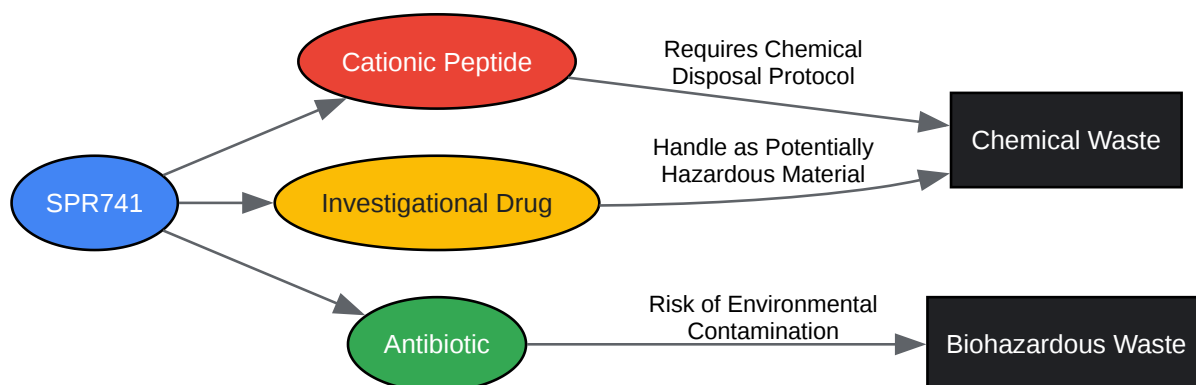 Cationic Peptide
Requires Chemical
Disposal Protocol
Chemical Waste
SPR741
Investigational Drug
Handle as Potentially
Hazardous Material
Antibiotic
Risk of Environmental
Contamination
Biohazardous Waste